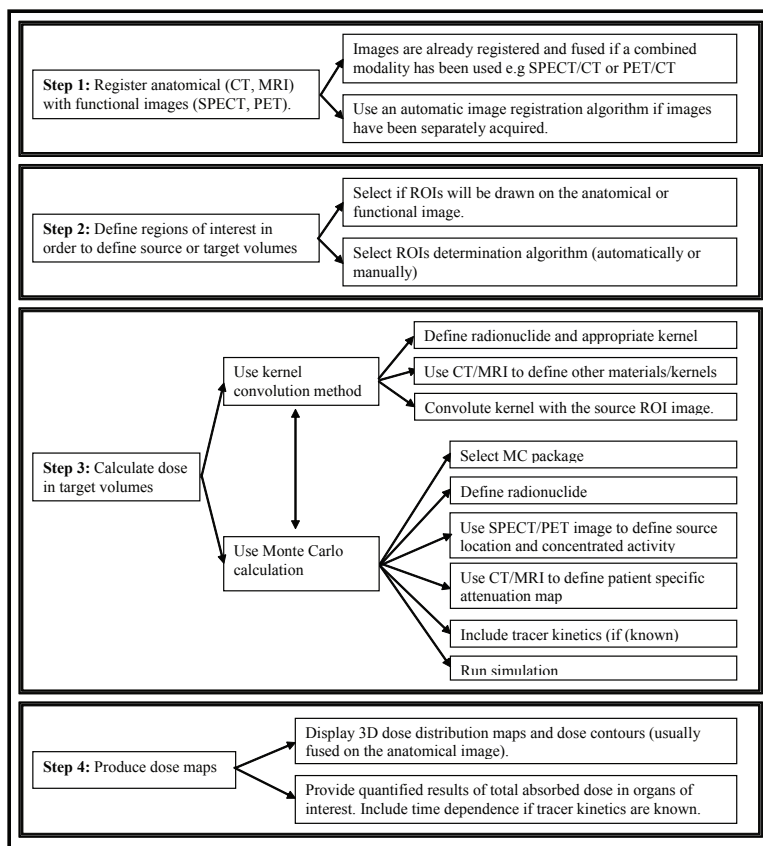 Images are already registered and fused if a combined
modality has been used e.g SPECT/CT or PET/CT
Step 1: Register anatomical (CT, MRI)
with functional images (SPECT, PET).
Use an automatic image registration algorithm if images
have been separately acquired.
Select if ROIs will be drawn on the anatomical or
functional image.
Step 2: Define regions of interest in
order to define source or target volumes
Select ROIs determination algorithm (automatically or
manually)
Define radionuclide and appropriate kernel
Use kernel
convolution method
Use CT/MRI to define other materials/kernels
Convolute kernel with the source ROI image.
Step 3: Calculate dose
in target volumes
Select MC package
Define radionuclide
Use SPECT/PET image to define source
location and concentrated activity
Use Monte Carlo
calculation
Use CT/MRI to define patient specific
attenuation map
Include tracer kinetics (if (known)
Run simulation
Display 3D dose distribution maps and dose contours (usually
fused on the anatomical image).
Step 4: Produce dose maps
Provide quantified results of total absorbed dose in organs of
interest. Include time dependence if tracer kinetics are known.